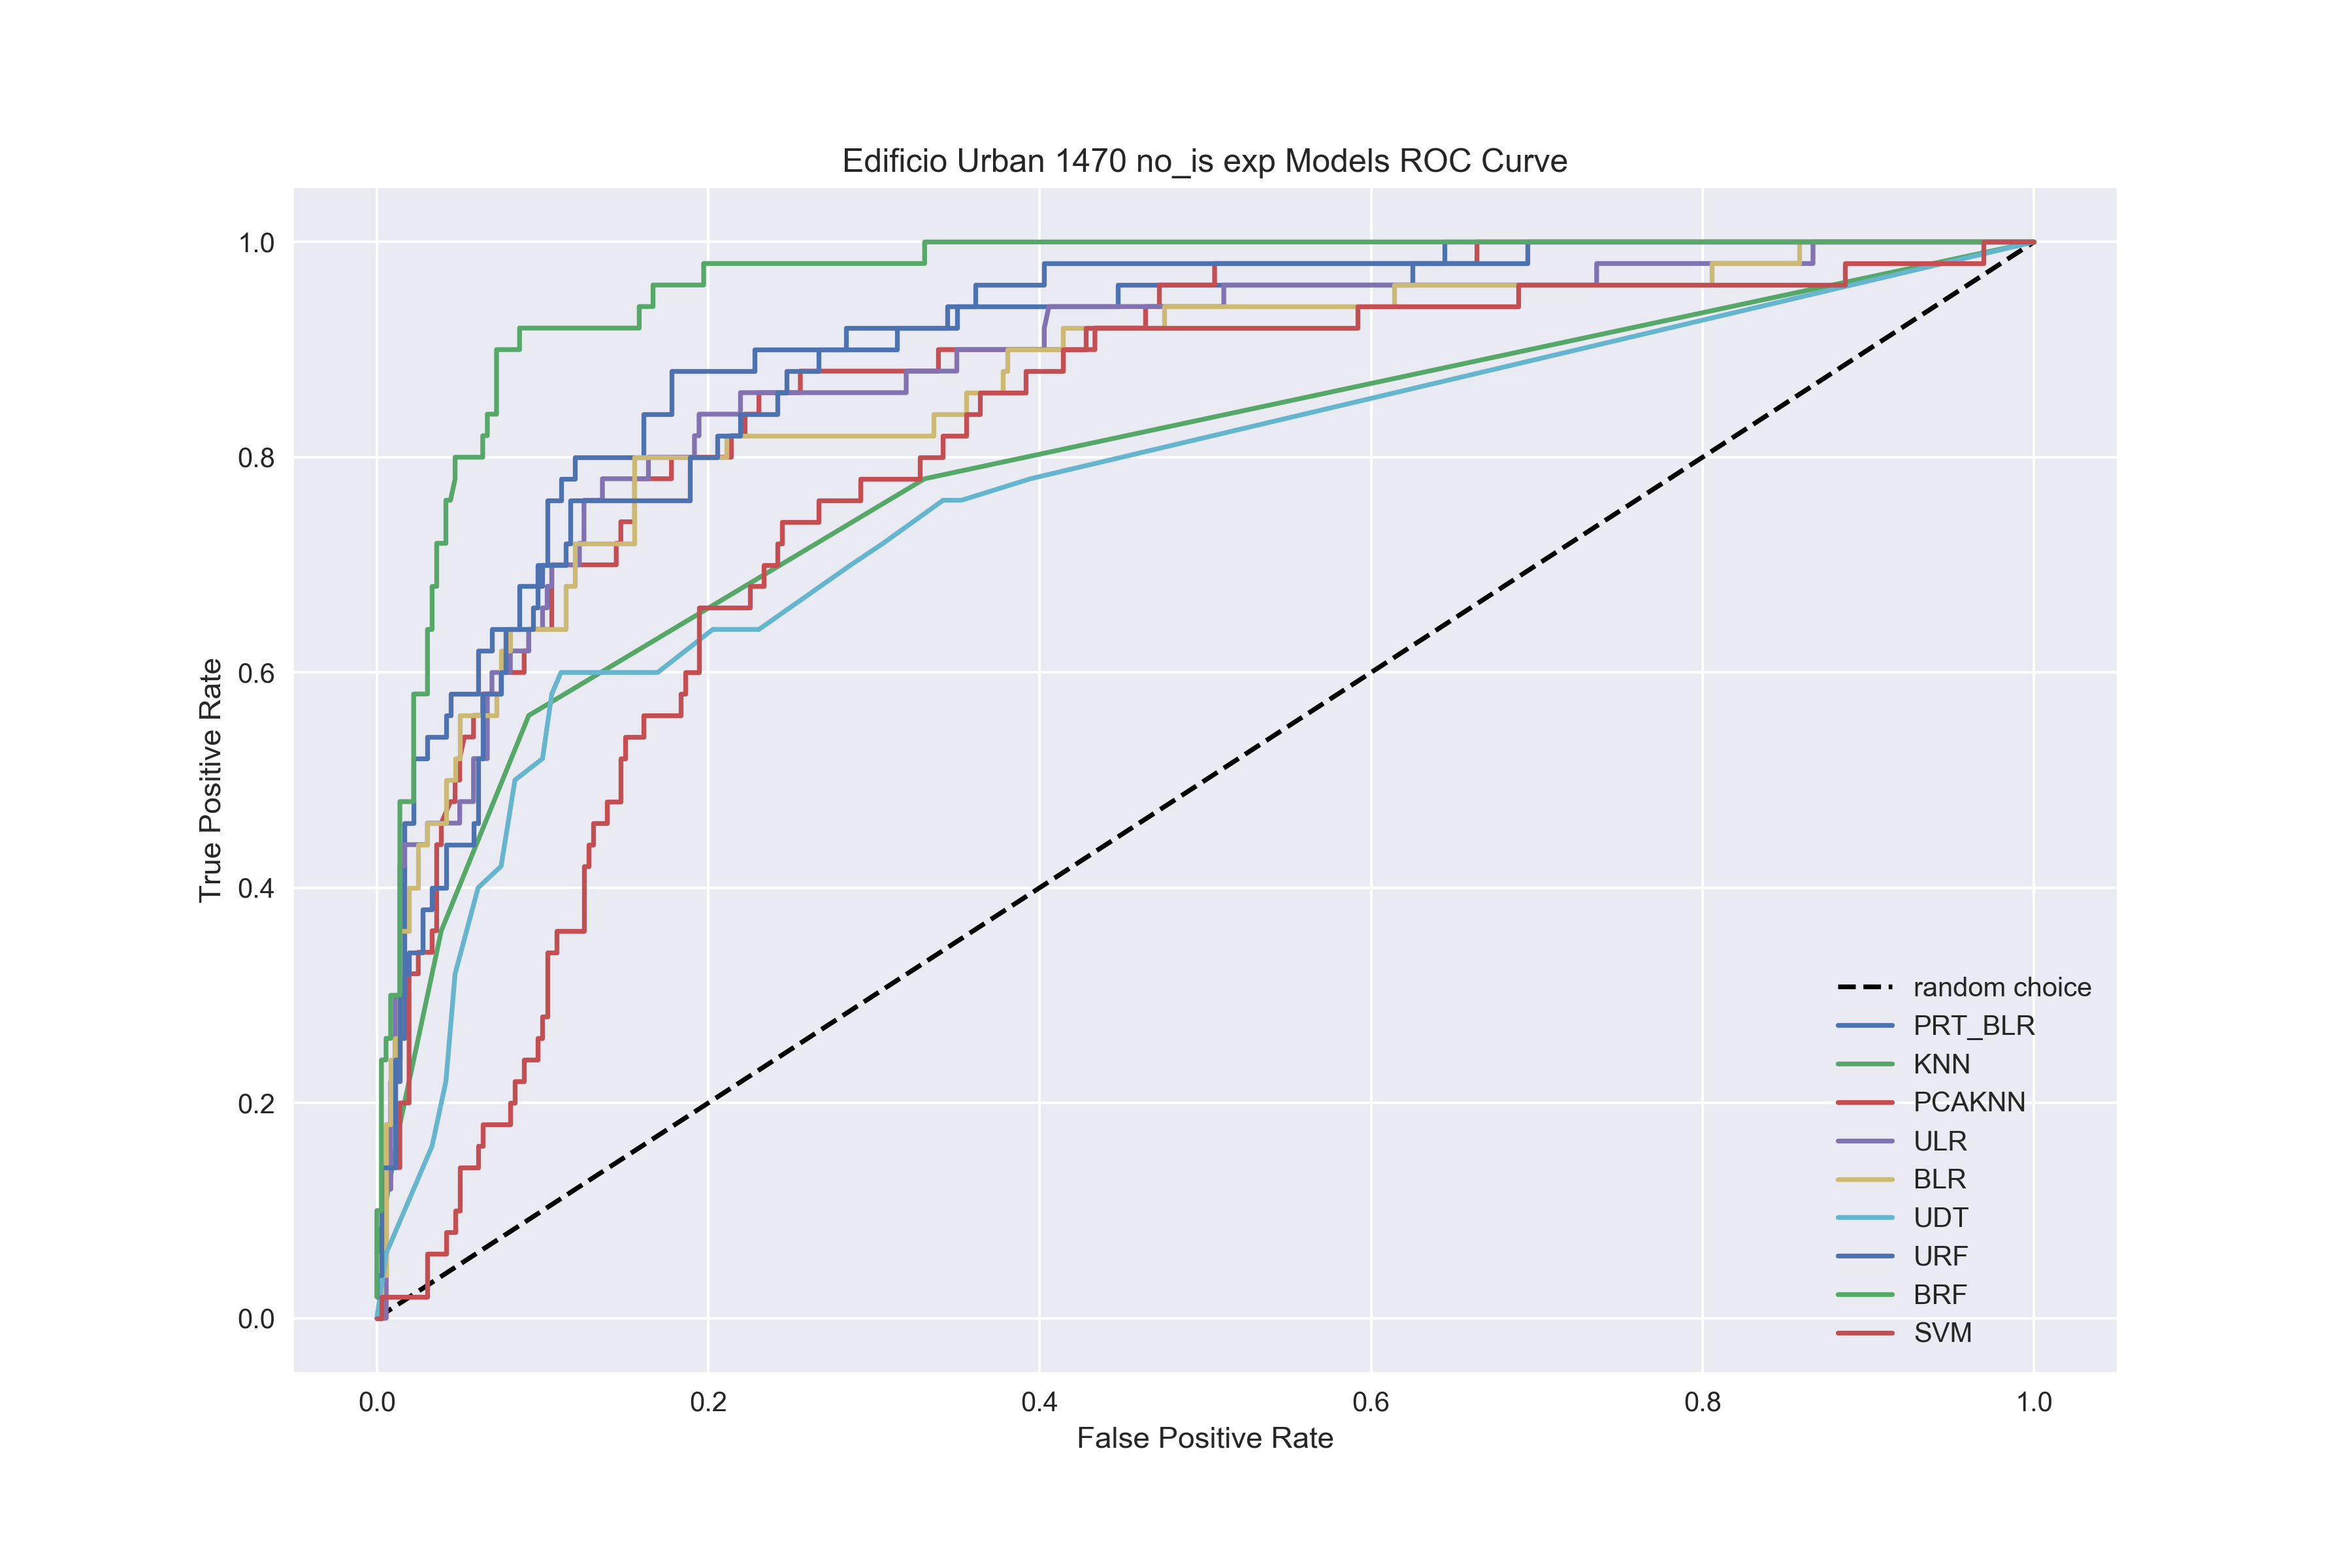 Edificio Urban 1470 no_is exp Models ROC Curve
True Positive Rate
1.0
0.8
0.6
0.4
0.2
0.0
0.0 0.2 0.4 0.6 0.8 1.0
False Positive Rate
random choice
PRT_BLR
KNN
PCAKNN
ULR
BLR
UDT
URF
BRF
SVM